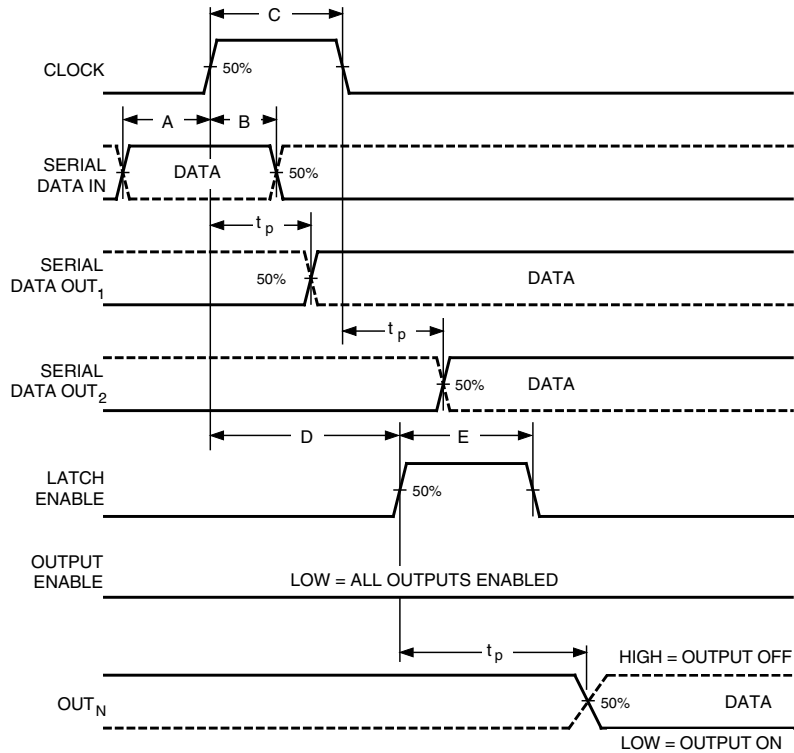 C
CLOCK
50%
A
B
SERIAL
DATA IN
DATA
50%
t p
SERIAL
DATA OUT1
50%
DATA
t p
SERIAL
DATA OUT2
50%
DATA
D
E
LATCH
ENABLE
50%
OUTPUT
ENABLE
LOW = ALL OUTPUTS ENABLED
t p
HIGH = OUTPUT OFF
OUTN
50%
DATA
LOW = OUTPUT ON